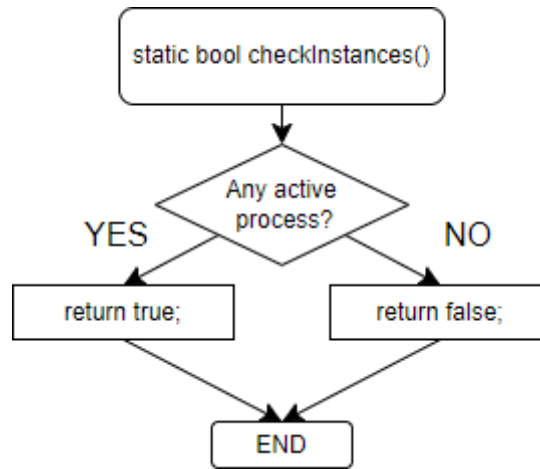 static bool checkInstances()
Any active
process?
YES
NO
return true;
return false;
END